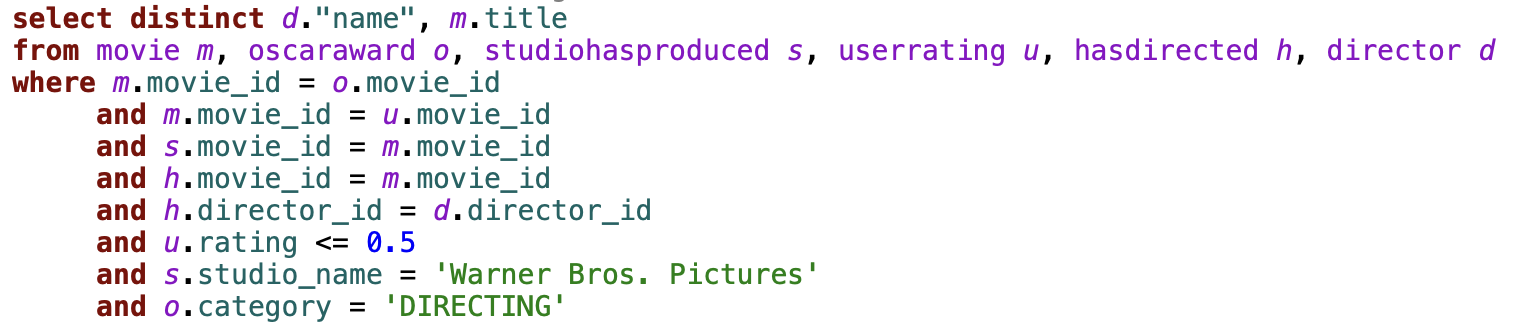 select distinct d."name", m.title
from movie m, oscaraward o, studiohasproduced s, userrating u, hasdirected h, director d
where m.movie_id = o.movie_id
and m.movie_id = u.movie_id
and s.movie_id = m.movie_id
and h.movie_id = m.movie_id
and h.director_id = d.director_id
and u.rating <= 0.5
and s.studio_name = 'Warner Bros. Pictures'
and o.category = 'DIRECTING'